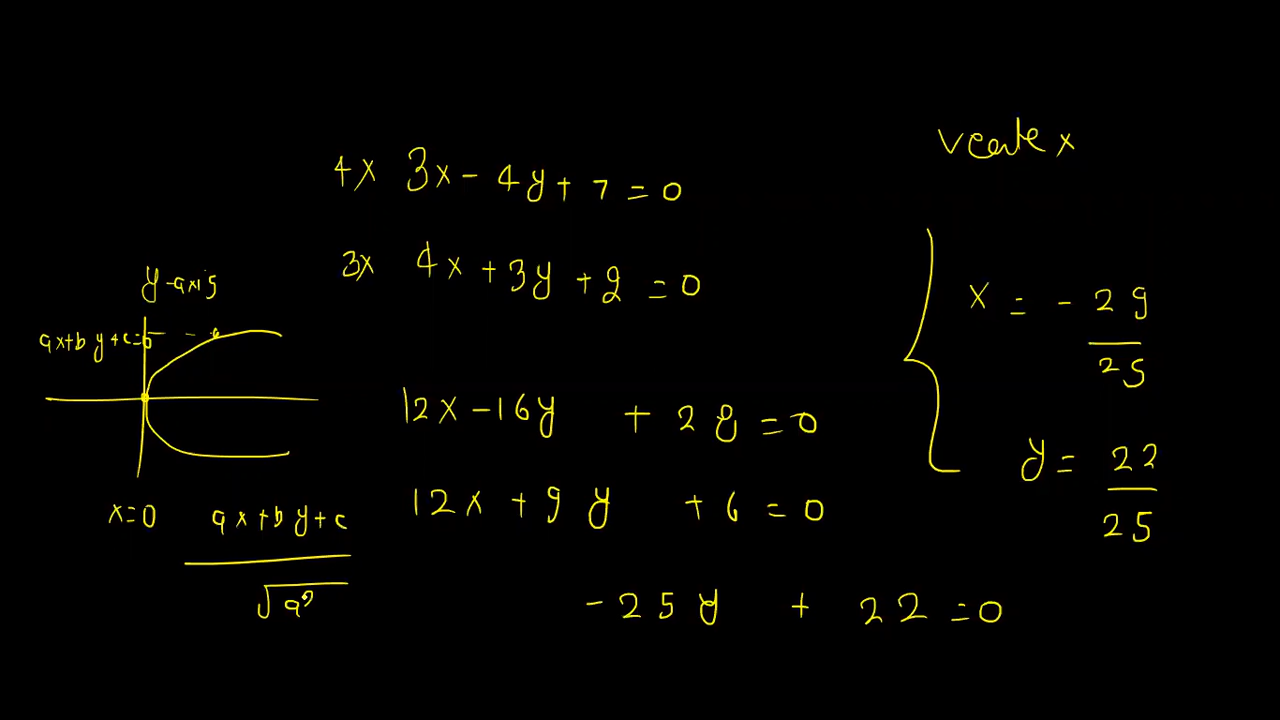 vertex
4x 3x - 4y + 7 = 0
3x 4x + 3y + 2 = 0
y-axis
ax+by+c=0
x = -29/25
12x - 16y + 28 = 0
y = 22/25
12x + 9y + 6 = 0
x=0
ax+by+c
√a²
-25y + 22 = 0